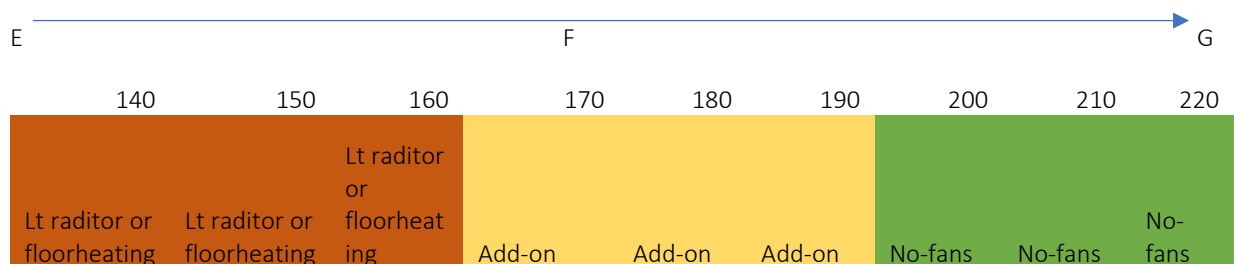 E F G
140 150 160 170 180 190 200 210 220
Lt raditor or floorheating
Lt raditor or floorheating
Lt raditor or floorheat ing
Add-on
Add-on
Add-on
No-fans
No-fans
No- fans